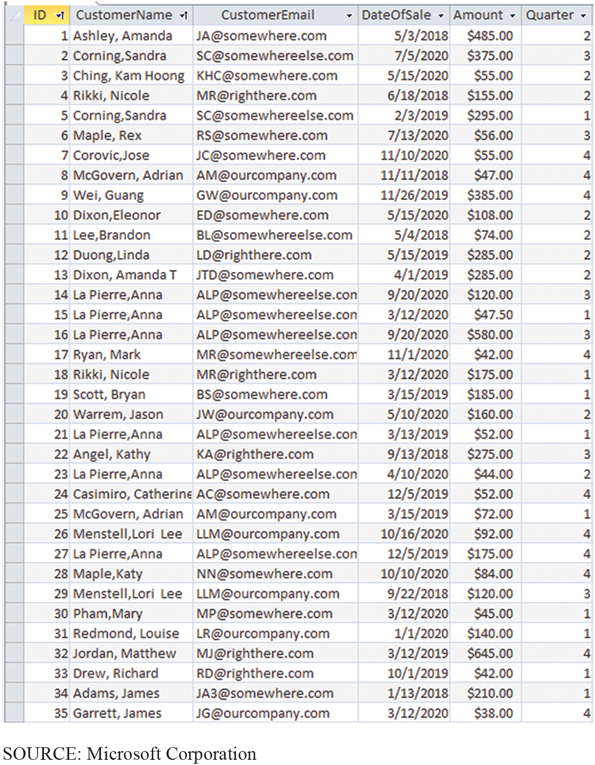 ID CustomerName CustomerEmail DateOfSale Amount Quarter
1 Ashley, Amanda JA@somewhere.com 5/3/2018 $485.00 2
2 Corning,Sandra SC@somewhereelse.com 7/5/2020 $375.00 3
3 Ching, Kam Hoong KHC@somewhere.com 5/15/2020 $55.00 2
4 Rikki, Nicole MR@righthere.com 6/18/2018 $155.00 2
5 Corning,Sandra SC@somewhereelse.com 2/3/2019 $295.00 1
6 Maple, Rex RS@somewhere.com 7/13/2020 $56.00 3
7 Corovic,Jose JC@somewhere.com 11/10/2020 $55.00 4
8 McGovern, Adrian AM@ourcompany.com 11/11/2018 $47.00 4
9 Wei, Guang GW@ourcompany.com 11/26/2019 $385.00 4
10 Dixon,Eleonor ED@somewhere.com 5/15/2020 $108.00 2
11 Lee,Brandon BL@somewhereelse.com 5/4/2018 $74.00 2
12 Duong,Linda LD@righthere.com 5/15/2019 $285.00 2
13 Dixon, Amanda T JTD@somewhere.com 4/1/2019 $285.00 2
14 La Pierre,Anna ALP@somewhereelse.con 9/20/2020 $120.00 3
15 La Pierre,Anna ALP@somewhereelse.con 3/12/2020 $47.50 1
16 La Pierre,Anna ALP@somewhereelse.con 9/20/2020 $580.00 3
17 Ryan, Mark MR@somewhereelse.com 11/1/2020 $42.00 4
18 Rikki, Nicole MR@righthere.com 3/12/2020 $175.00 1
19 Scott, Bryan BS@somewhere.com 3/15/2019 $185.00 1
20 Warrem, Jason JW@ourcompany.com 5/10/2020 $160.00 2
21 La Pierre,Anna ALP@somewhereelse.con 3/13/2019 $52.00 1
22 Angel, Kathy KA@righthere.com 9/13/2018 $275.00 3
23 La Pierre,Anna ALP@somewhereelse.con 4/10/2020 $44.00 2
24 Casimiro, Catherine AC@somewhere.com 12/5/2019 $52.00 4
25 McGovern, Adrian AM@ourcompany.com 3/15/2019 $72.00 1
26 Menstell,Lori Lee LLM@ourcompany.com 10/16/2020 $92.00 4
27 La Pierre,Anna ALP@somewhereelse.con 12/5/2019 $175.00 4
28 Maple,Katy NN@somewhere.com 10/10/2020 $84.00 4
29 Menstell,Lori Lee LLM@ourcompany.com 9/22/2018 $120.00 3
30 Pham,Mary MP@somewhere.com 3/12/2020 $45.00 1
31 Redmond, Louise LR@ourcompany.com 1/1/2020 $140.00 1
32 Jordan, Matthew MJ@righthere.com 3/12/2019 $645.00 4
33 Drew, Richard RD@righthere.com 10/1/2019 $42.00 1
34 Adams, James JA3@somewhere.com 1/13/2018 $210.00 1
35 Garrett, James JG@ourcompany.com 3/12/2020 $38.00 4
SOURCE: Microsoft Corporation